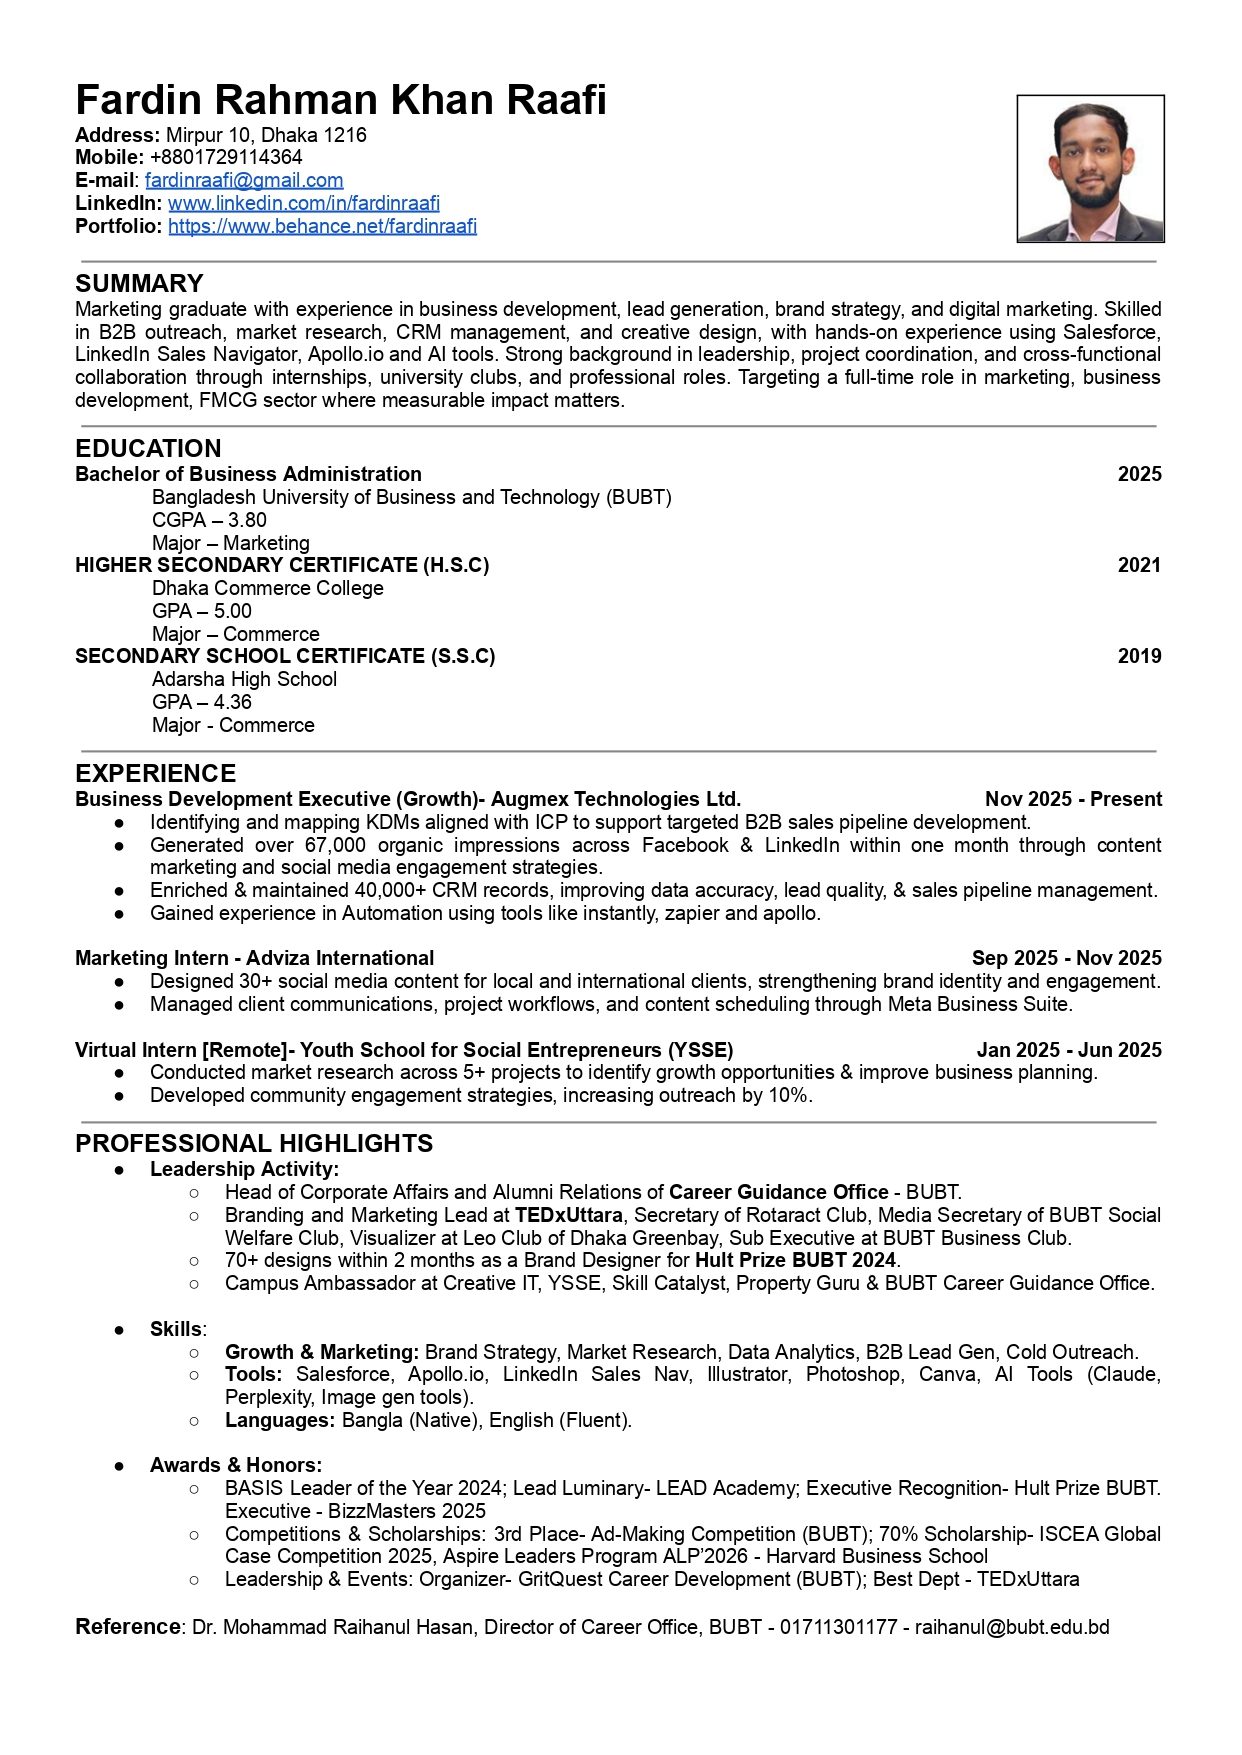 Fardin Rahman Khan Raafi
Address: Mirpur 10, Dhaka 1216
Mobile: +8801729114364
E-mail: fardinraafi@gmail.com
LinkedIn: www.linkedin.com/in/fardinraafi
Portfolio: https://www.behance.net/fardinraafi
SUMMARY
Marketing graduate with experience in business development, lead generation, brand strategy, and digital marketing. Skilled
in B2B outreach, market research, CRM management, and creative design, with hands-on experience using Salesforce,
LinkedIn Sales Navigator, Apollo.io and AI tools. Strong background in leadership, project coordination, and cross-functional
collaboration through internships, university clubs, and professional roles. Targeting a full-time role in marketing, business
development, FMCG sector where measurable impact matters.
EDUCATION
Bachelor of Business Administration 2025
Bangladesh University of Business and Technology (BUBT)
CGPA – 3.80
Major – Marketing
HIGHER SECONDARY CERTIFICATE (H.S.C) 2021
Dhaka Commerce College
GPA – 5.00
Major – Commerce
SECONDARY SCHOOL CERTIFICATE (S.S.C) 2019
Adarsha High School
GPA – 4.36
Major - Commerce
EXPERIENCE
Business Development Executive (Growth)- Augmex Technologies Ltd. Nov 2025 - Present
● Identifying and mapping KDMs aligned with ICP to support targeted B2B sales pipeline development.
● Generated over 67,000 organic impressions across Facebook & LinkedIn within one month through content
marketing and social media engagement strategies.
● Enriched & maintained 40,000+ CRM records, improving data accuracy, lead quality, & sales pipeline management.
● Gained experience in Automation using tools like instantly, zapier and apollo.
Marketing Intern - Adviza International Sep 2025 - Nov 2025
● Designed 30+ social media content for local and international clients, strengthening brand identity and engagement.
● Managed client communications, project workflows, and content scheduling through Meta Business Suite.
Virtual Intern [Remote]- Youth School for Social Entrepreneurs (YSSE) Jan 2025 - Jun 2025
● Conducted market research across 5+ projects to identify growth opportunities & improve business planning.
● Developed community engagement strategies, increasing outreach by 10%.
PROFESSIONAL HIGHLIGHTS
● Leadership Activity:
○ Head of Corporate Affairs and Alumni Relations of Career Guidance Office - BUBT.
○ Branding and Marketing Lead at TEDxUttara, Secretary of Rotaract Club, Media Secretary of BUBT Social
Welfare Club, Visualizer at Leo Club of Dhaka Greenbay, Sub Executive at BUBT Business Club.
○ 70+ designs within 2 months as a Brand Designer for Hult Prize BUBT 2024.
○ Campus Ambassador at Creative IT, YSSE, Skill Catalyst, Property Guru & BUBT Career Guidance Office.
● Skills:
○ Growth & Marketing: Brand Strategy, Market Research, Data Analytics, B2B Lead Gen, Cold Outreach.
○ Tools: Salesforce, Apollo.io, LinkedIn Sales Nav, Illustrator, Photoshop, Canva, AI Tools (Claude,
Perplexity, Image gen tools).
○ Languages: Bangla (Native), English (Fluent).
● Awards & Honors:
○ BASIS Leader of the Year 2024; Lead Luminary- LEAD Academy; Executive Recognition- Hult Prize BUBT.
Executive - BizzMasters 2025
○ Competitions & Scholarships: 3rd Place- Ad-Making Competition (BUBT); 70% Scholarship- ISCEA Global
Case Competition 2025, Aspire Leaders Program ALP’2026 - Harvard Business School
○ Leadership & Events: Organizer- GritQuest Career Development (BUBT); Best Dept - TEDxUttara
Reference: Dr. Mohammad Raihanul Hasan, Director of Career Office, BUBT - 01711301177 - raihanul@bubt.edu.bd